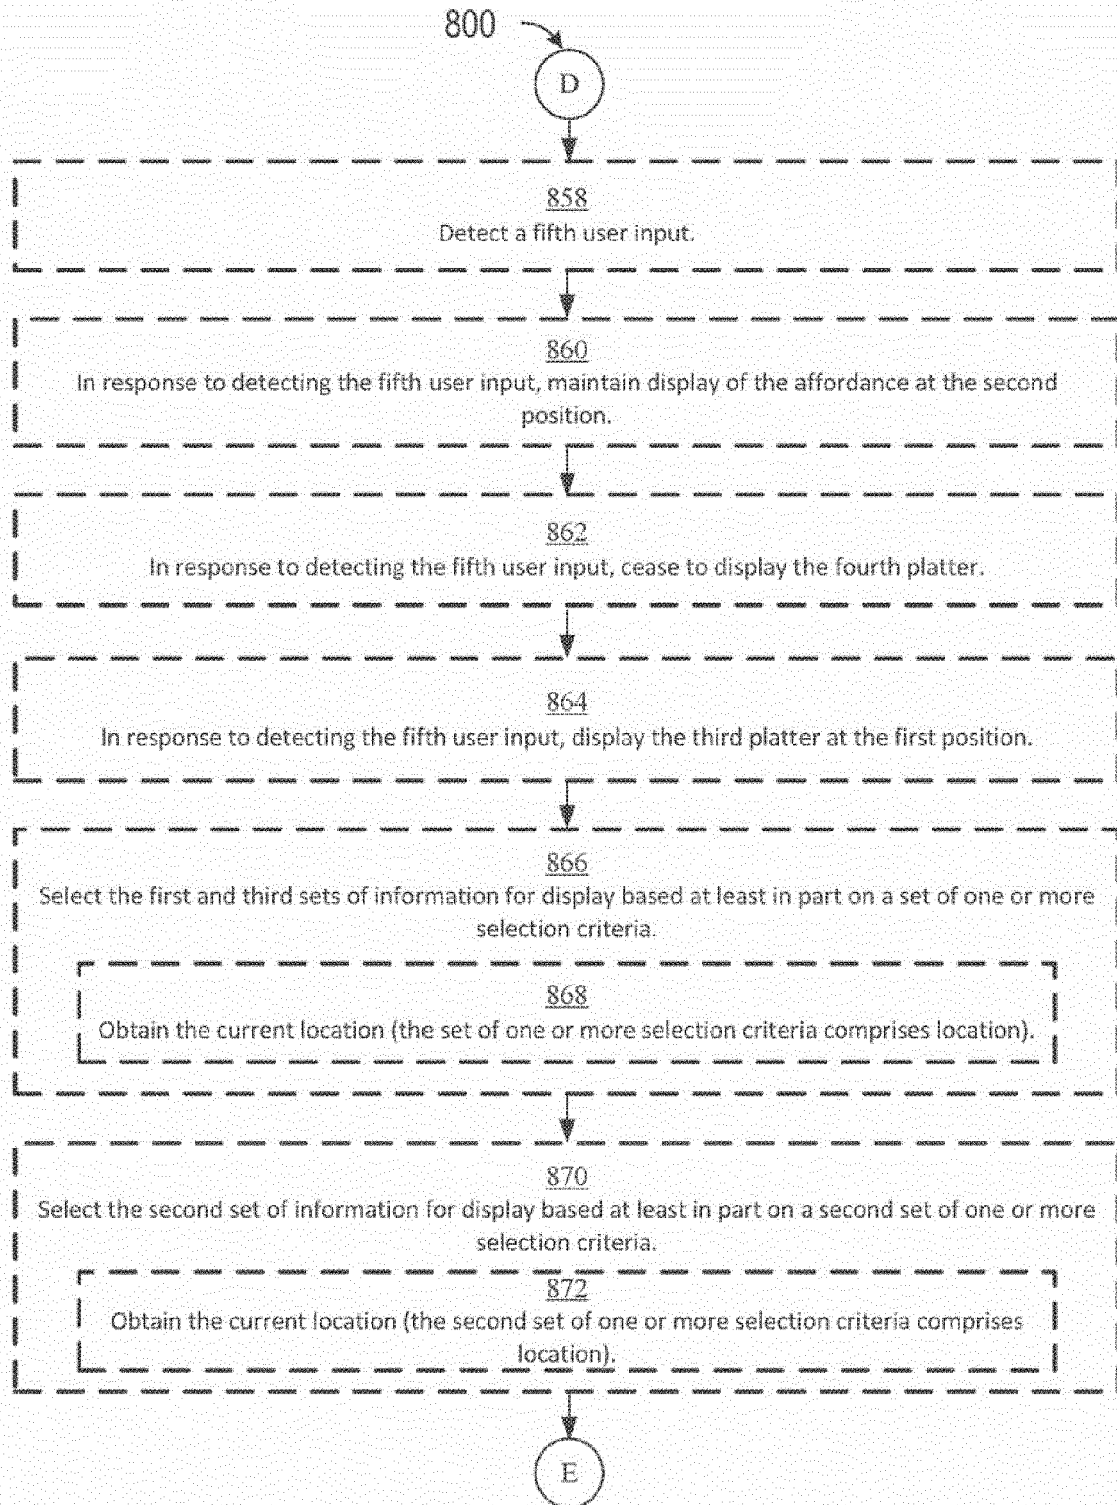 800
D
858
Detect a fifth user input.
860
In response to detecting the fifth user input, maintain display of the affordance at the second
position.
862
In response to detecting the fifth user input, cease to display the fourth platter.
864
In response to detecting the fifth user input, display the third platter at the first position.
866
Select the first and third sets of information for display based at least in part on a set of one or more
selection criteria.
868
Obtain the current location (the set of one or more selection criteria comprises location).
870
Select the second set of information for display based at least in part on a second set of one or more
selection criteria.
872
Obtain the current location (the second set of one or more selection criteria comprises
location).
E